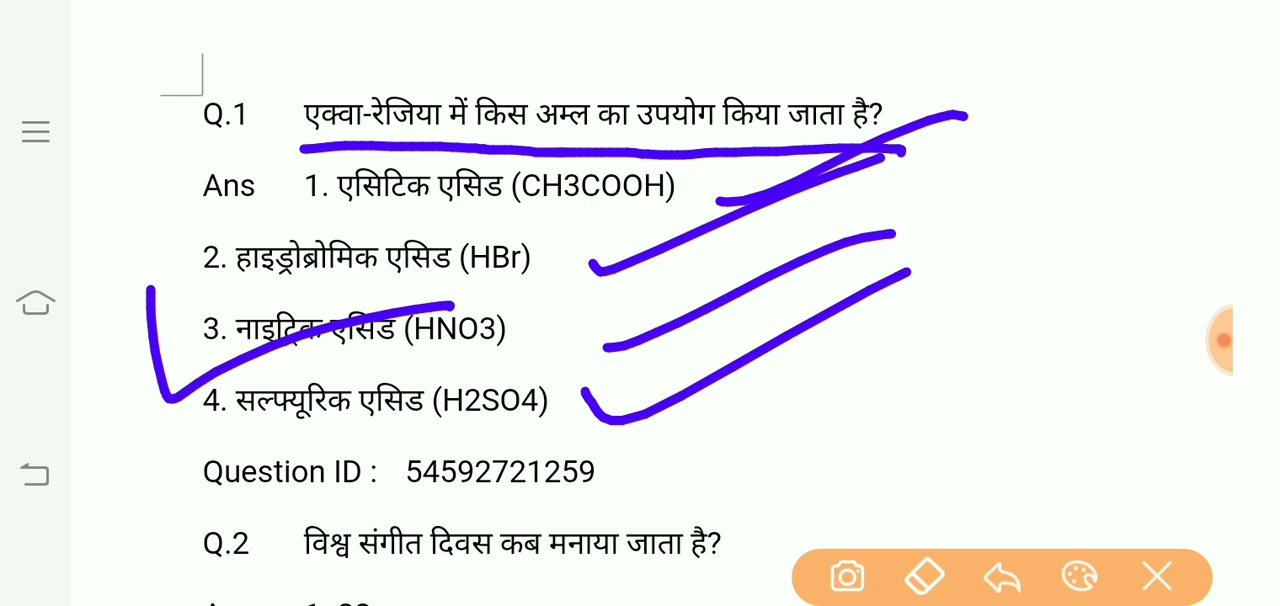 Q.1 एक्वा-रेजिया में किस अम्ल का उपयोग किया जाता है?
Ans 1. एसिटिक एसिड (CH3COOH)
2. हाइड्रोब्रोमिक एसिड (HBr)
3. नाइट्रिक एसिड (HNO3)
4. सल्फ्यूरिक एसिड (H2SO4)
Question ID : 54592721259
Q.2 विश्व संगीत दिवस कब मनाया जाता है?